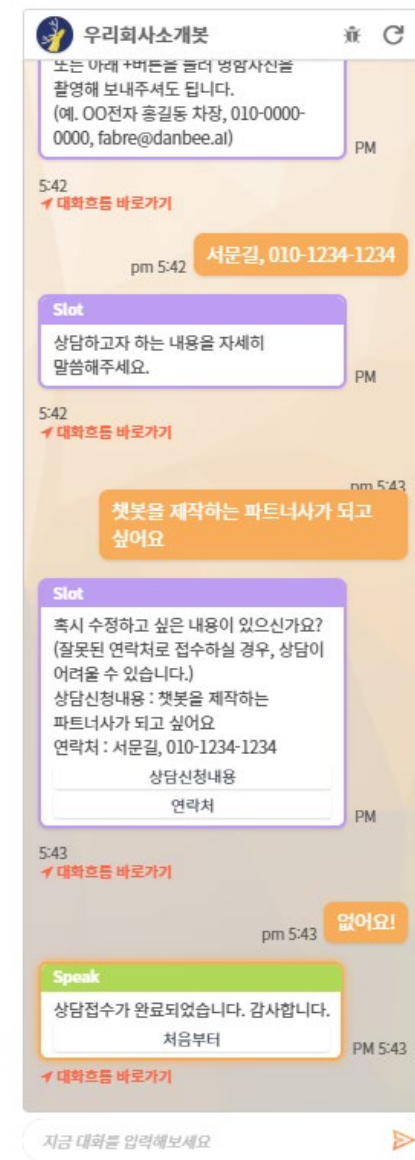 우리회사소개봇
또는 아래 +버튼을 눌러 명함사진을
촬영해 보내주셔도 됩니다.
(예. OO전자 홍길동 차장, 010-0000-
0000, fabre@danbee.ai)
PM
5:42
대화흐름 바로가기
서문길, 010-1234-1234
pm 5:42
Slot
상담하고자 하는 내용을 자세히
말씀해주세요.
PM
5:42
대화흐름 바로가기
pm 5:43
챗봇을 제작하는 파트너사가 되고
싶어요
Slot
혹시 수정하고 싶은 내용이 있으신가요?
(잘못된 연락처로 접수하실 경우, 상담이
어려울 수 있습니다.)
상담신청내용 : 챗봇을 제작하는
파트너사가 되고 싶어요
연락처 : 서문길, 010-1234-1234
상담신청내용
연락처
PM
5:43
대화흐름 바로가기
없어요!
pm 5:43
Speak
상담접수가 완료되었습니다. 감사합니다.
처음부터
PM 5:43
대화흐름 바로가기
지금 대화를 입력해보세요